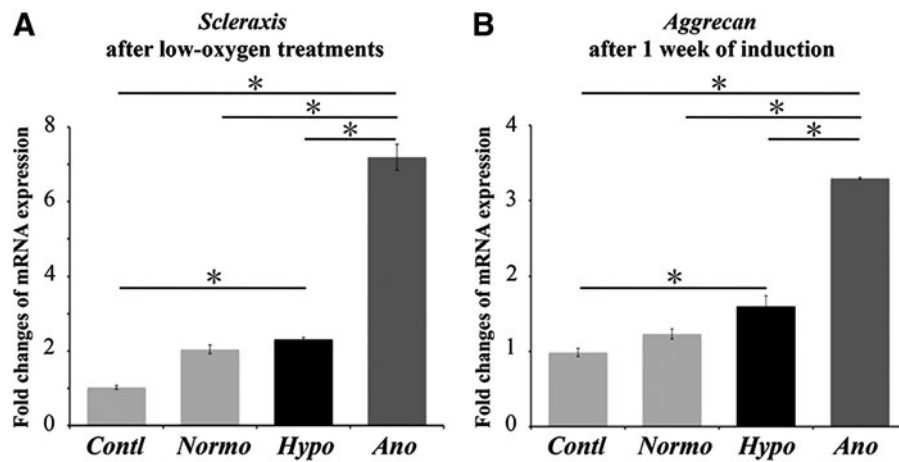 A
Scleraxis
after low-oxygen treatments
*
*
*
*
8
6
4
2
0
Fold changes of mRNA expression
Contl Normo Hypo Ano
B
Aggrecan
after 1 week of induction
*
*
*
*
4
3
2
1
0
Fold changes of mRNA expression
Contl Normo Hypo Ano